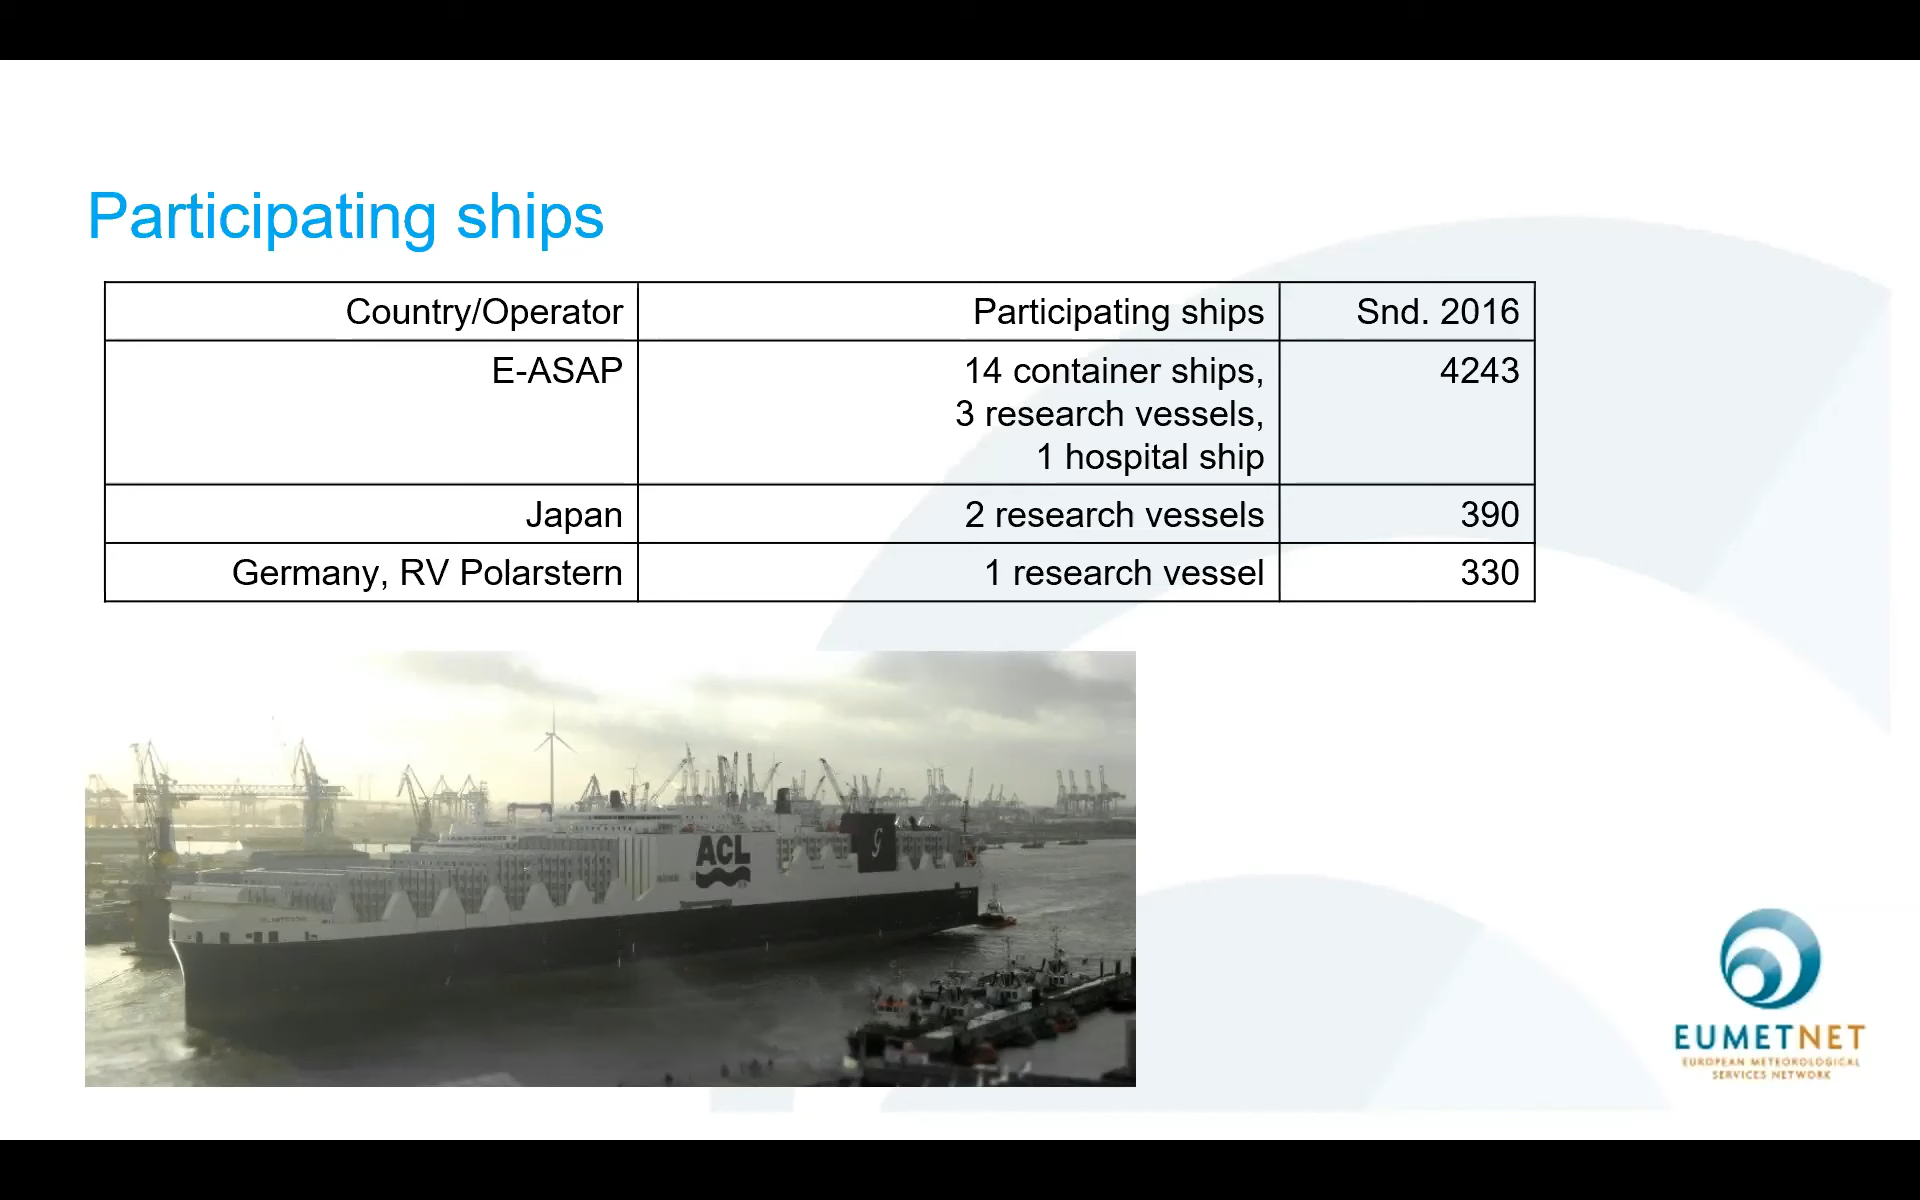 Participating ships
Country/Operator Participating ships Snd. 2016
E-ASAP 14 container ships, 4243
3 research vessels,
1 hospital ship
Japan 2 research vessels 390
Germany, RV Polarstern 1 research vessel 330
ACL
G
EUMETNET
EUROPEAN METEOROLOGICAL
SERVICES NETWORK